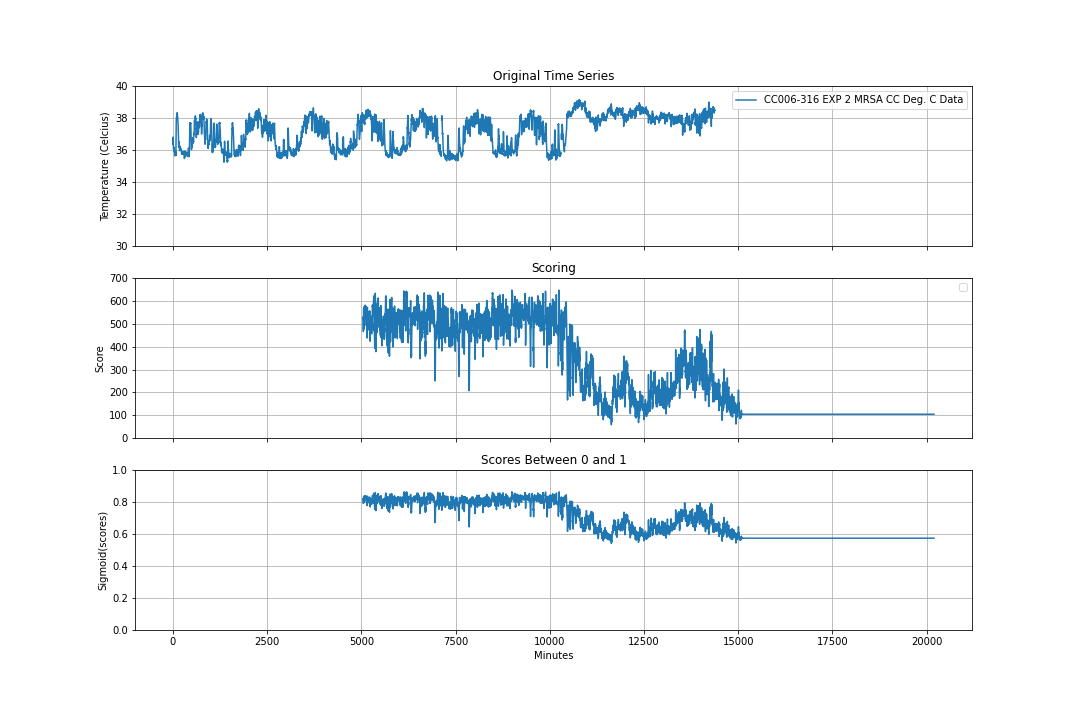 Original Time Series
40
38
36
34
32
30
Temperature (Celcius)
CC006-316 EXP 2 MRSA CC Deg. C Data
Scoring
700
600
500
400
300
200
100
0
Score
Scores Between 0 and 1
1.0
0.8
0.6
0.4
0.2
0.0
Sigmoid(scores)
0 2500 5000 7500 10000 12500 15000 17500 20000
Minutes